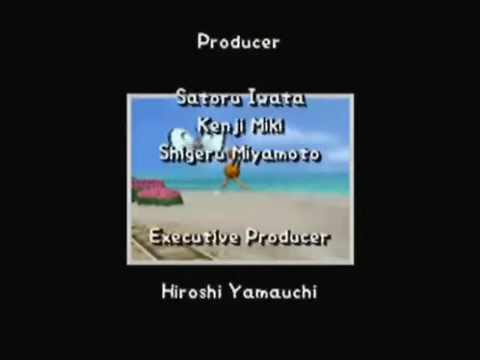 Producer
Satoru Iwata
Kenji Miki
Shigeru Miyamoto
Executive Producer
Hiroshi Yamauchi